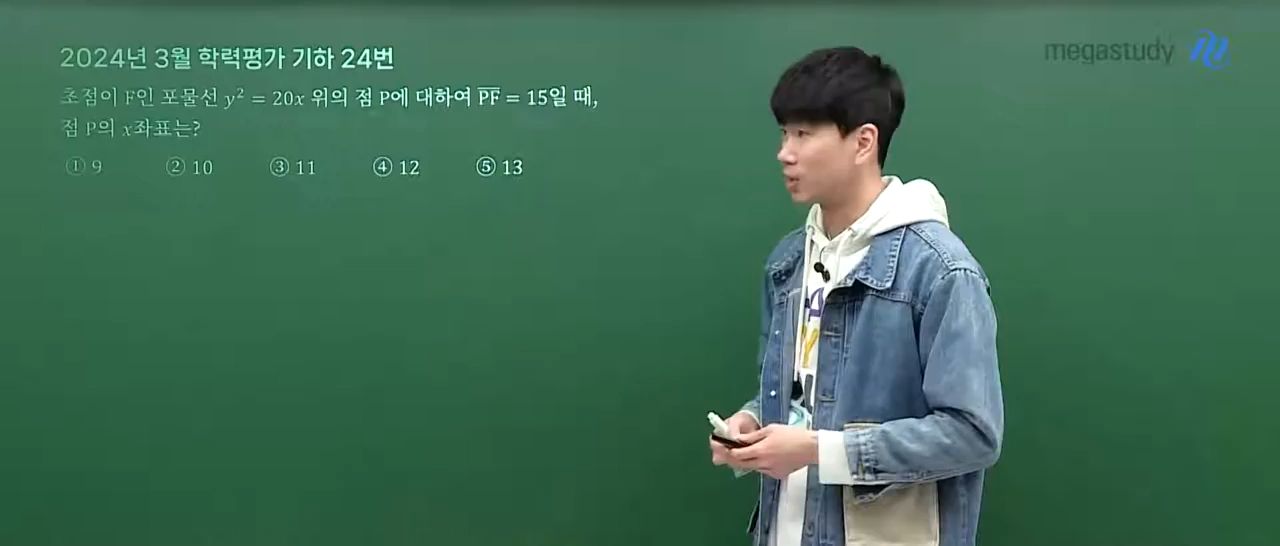 2024년 3월 학력평가 기하 24번
megastudy
초점이 F인 포물선 y² = 20x 위의 점 P에 대하여 PF = 15일 때,
점 P의 x좌표는?
① 9 ② 10 ③ 11 ④ 12 ⑤ 13